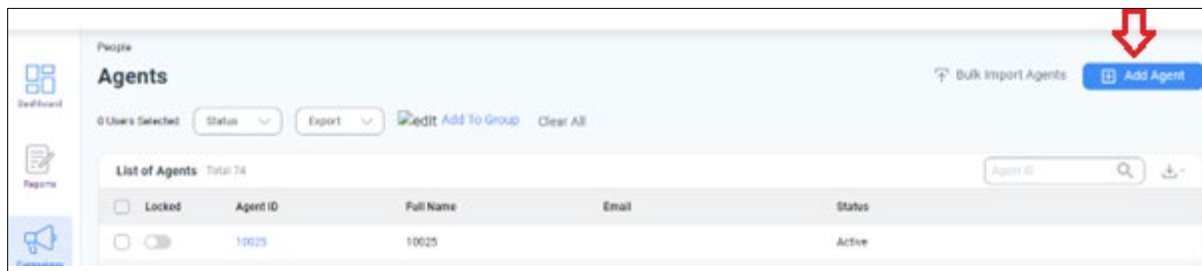 People
Agents
Bulk Import Agents
Add Agent
Dashboard
0 Users Selected
Status
Export
edit Add To Group
Clear All
Reports
List of Agents Total 74
Agent ID
Locked Agent ID Full Name Email Status
10025 10025 Active
Campaigns